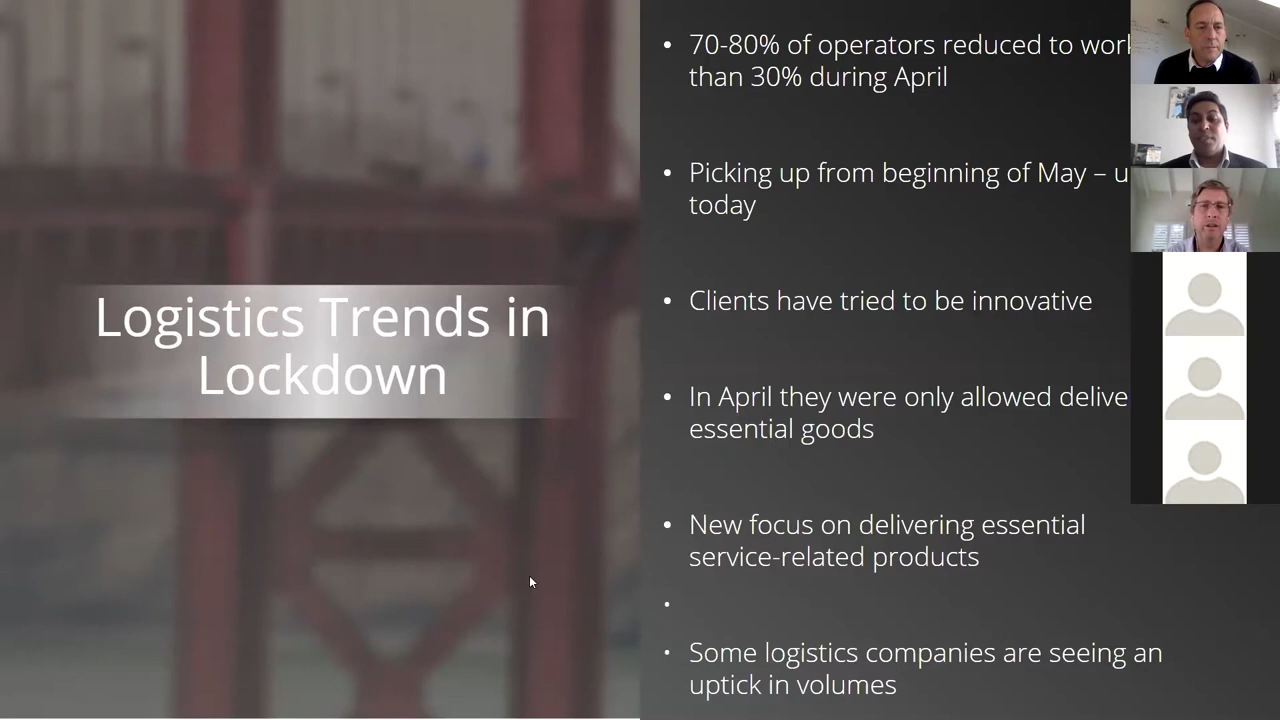 Logistics Trends in
Lockdown
• 70-80% of operators reduced to work
than 30% during April
• Picking up from beginning of May – u
today
• Clients have tried to be innovative
• In April they were only allowed delive
essential goods
• New focus on delivering essential
service-related products
•
• Some logistics companies are seeing an
uptick in volumes